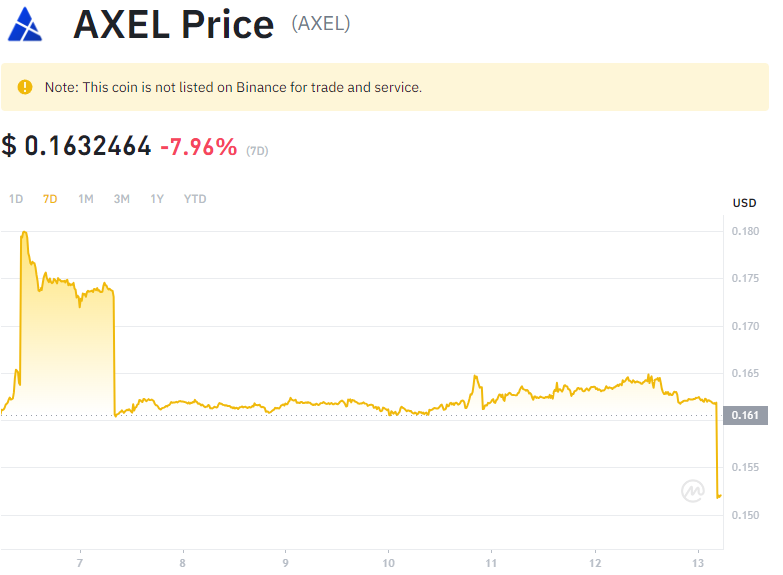 AXEL Price (AXEL)
Note: This coin is not listed on Binance for trade and service.
$ 0.1632464 -7.96% (7D)
1D 7D 1M 3M 1Y YTD
USD
0.180
0.175
0.170
0.165
0.161
0.155
0.150
7 8 9 10 11 12 13